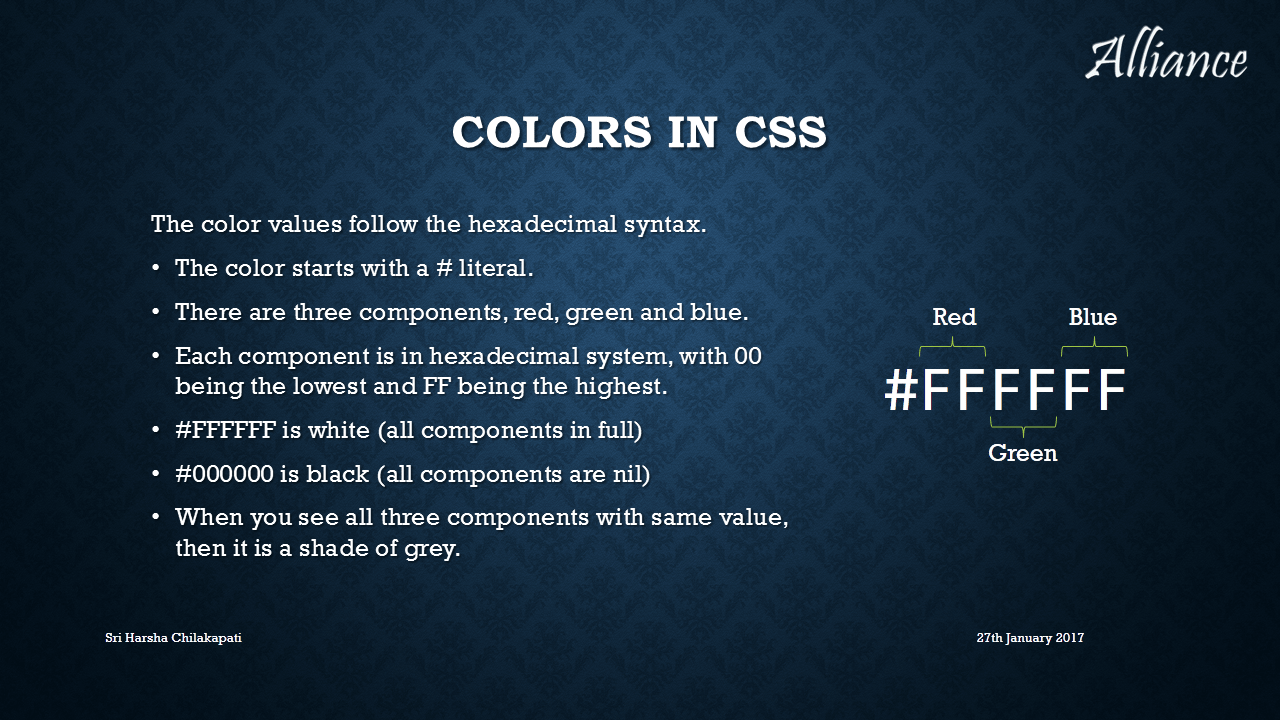 Alliance
COLORS IN CSS
The color values follow the hexadecimal syntax.
• The color starts with a # literal.
• There are three components, red, green and blue.
• Each component is in hexadecimal system, with 00
being the lowest and FF being the highest.
• #FFFFFF is white (all components in full)
• #000000 is black (all components are nil)
• When you see all three components with same value,
then it is a shade of grey.
Red Blue
#FFFFFF
Green
Sri Harsha Chilakapati
27th January 2017